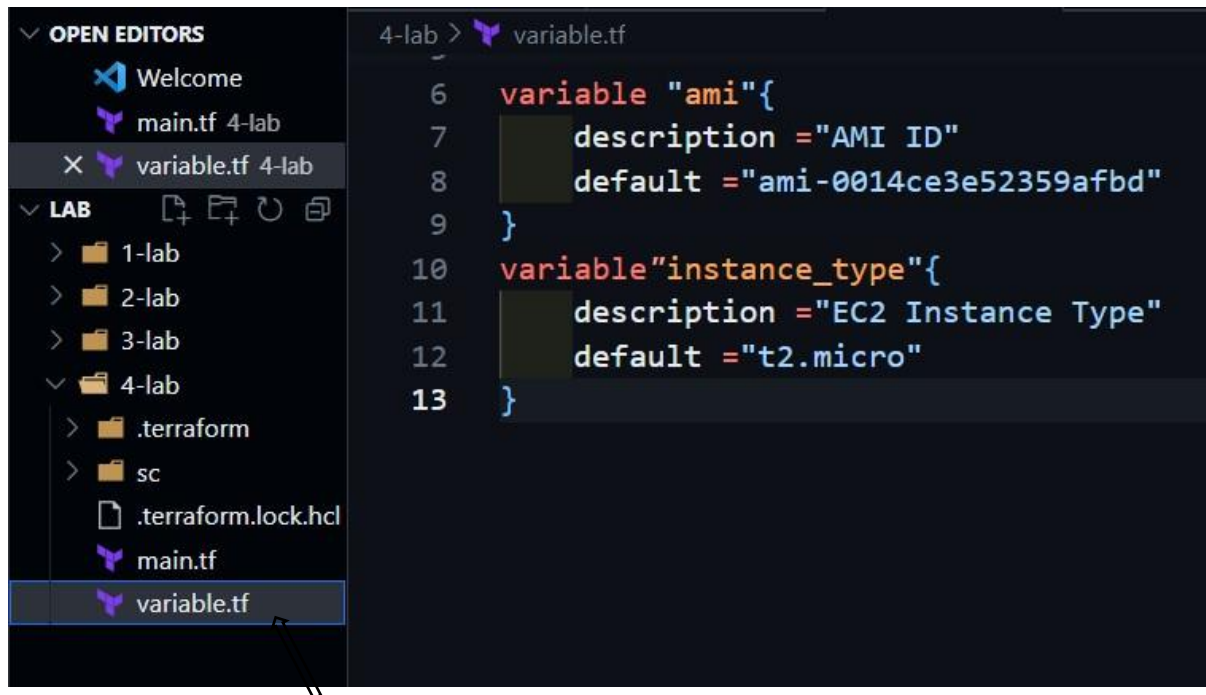 OPEN EDITORS
Welcome
main.tf 4-lab
variable.tf 4-lab
LAB
1-lab
2-lab
3-lab
4-lab
.terraform
sc
.terraform.lock.hcl
main.tf
variable.tf
4-lab > variable.tf
6 variable "ami"{
7 description ="AMI ID"
8 default ="ami-0014ce3e52359afbd"
9 }
10 variable”instance_type"{
11 description ="EC2 Instance Type"
12 default ="t2.micro"
13 }